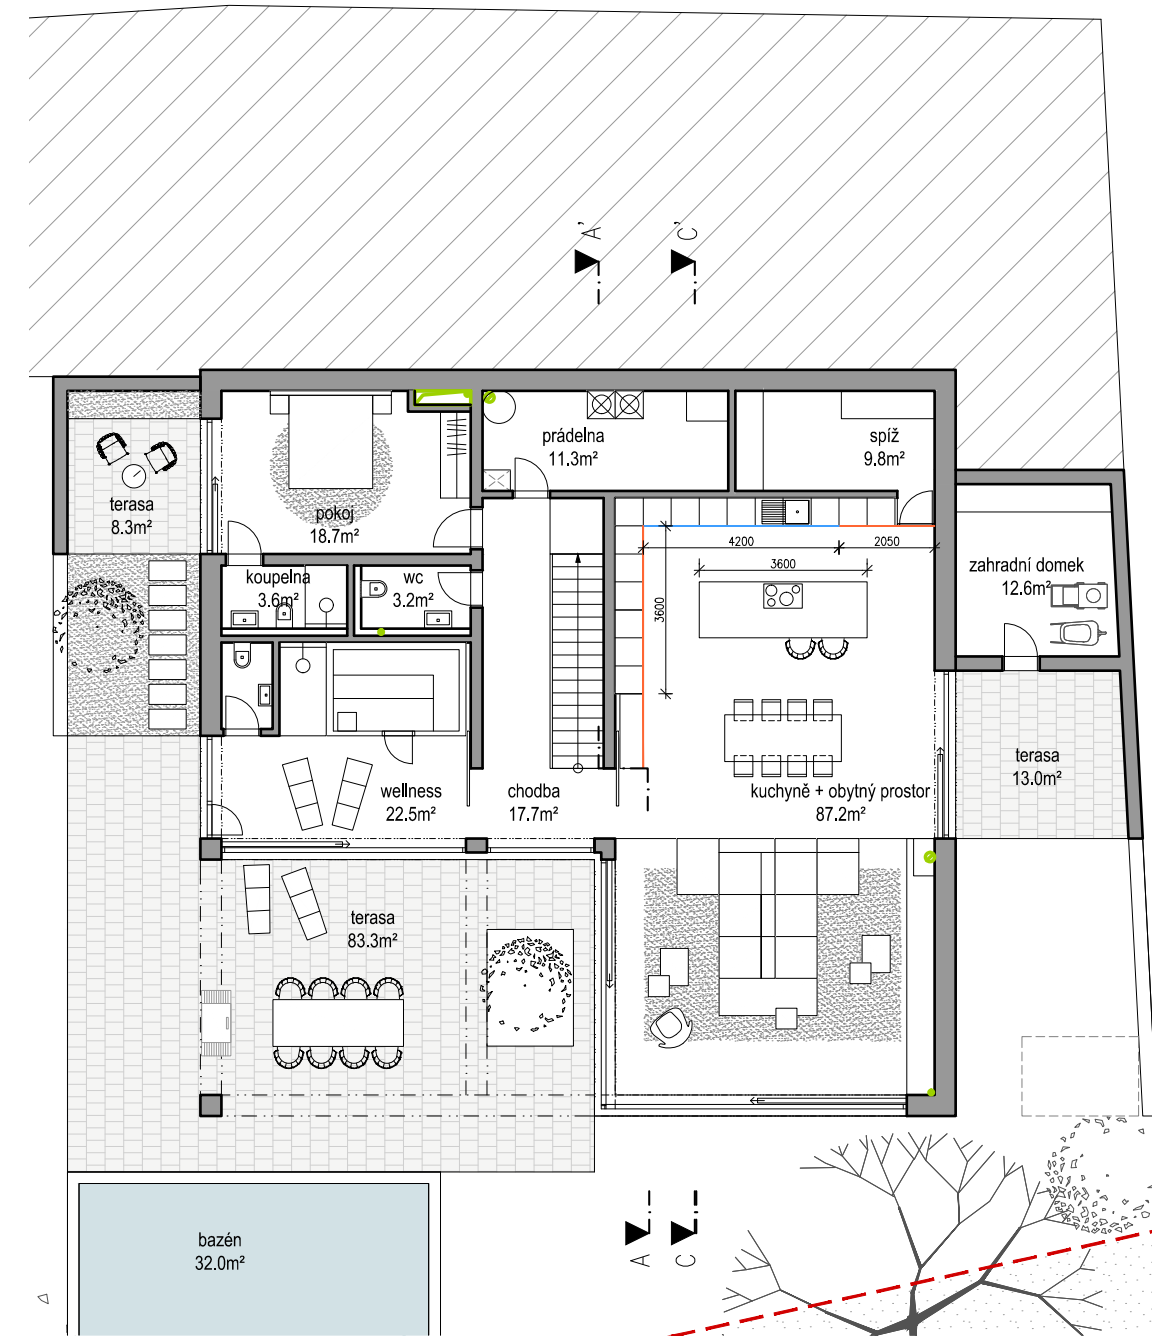 A'
C'
prádelna
11.3m²
spíž
9.8m²
terasa
8.3m²
pokoj
18.7m²
4200
2050
3600
3600
koupelna
3.6m²
wc
3.2m²
zahradní domek
12.6m²
terasa
13.0m²
wellness
22.5m²
chodba
17.7m²
kuchyně + obytný prostor
87.2m²
terasa
83.3m²
bazén
32.0m²
A
C